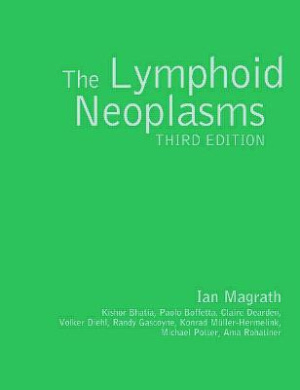 The Lymphoid
Neoplasms
THIRD EDITION
Ian Magrath
Kishor Bhatia, Paolo Boffetta, Claire Dearden,
Volker Diehl, Randy Gascoyne, Konrad Müller-Hermelink,
Michael Potter, Ama Rohatiner